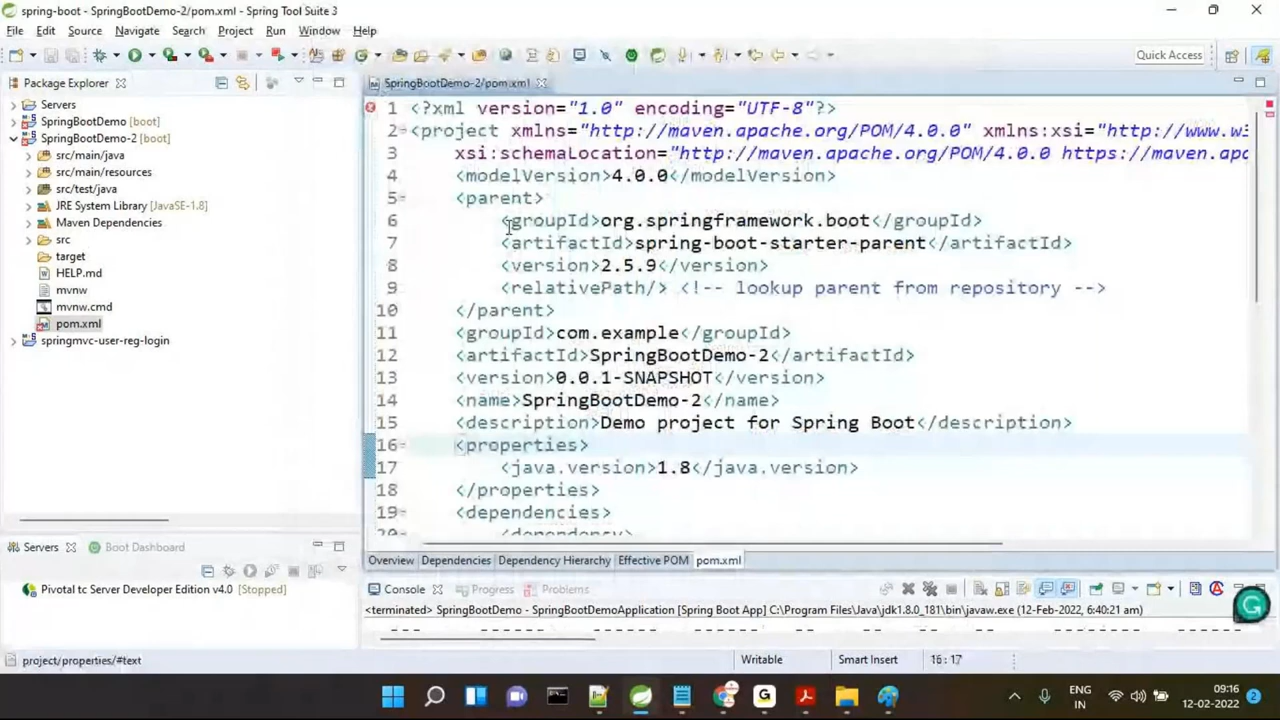 spring-boot - SpringBootDemo-2/pom.xml - Spring Tool Suite 3
File Edit Source Navigate Search Project Run Window Help
Quick Access
Package Explorer
Servers
SpringBootDemo [boot]
SpringBootDemo-2 [boot]
src/main/java
src/main/resources
src/test/java
JRE System Library [JavaSE-1.8]
Maven Dependencies
src
target
HELP.md
mvnw
mvnw.cmd
pom.xml
springmvc-user-reg-login
SpringBootDemo-2/pom.xml
1 <?xml version="1.0" encoding="UTF-8"?>
2 <project xmlns="http://maven.apache.org/POM/4.0.0" xmlns:xsi="http://www.w
3 xsi:schemaLocation="http://maven.apache.org/POM/4.0.0 https://maven.apa
4 <modelVersion>4.0.0</modelVersion>
5 <parent>
6 <groupId>org.springframework.boot</groupId>
7 <artifactId>spring-boot-starter-parent</artifactId>
8 <version>2.5.9</version>
9 <relativePath/> <!-- lookup parent from repository -->
10 </parent>
11 <groupId>com.example</groupId>
12 <artifactId>SpringBootDemo-2</artifactId>
13 <version>0.0.1-SNAPSHOT</version>
14 <name>SpringBootDemo-2</name>
15 <description>Demo project for Spring Boot</description>
16 <properties>
17 <java.version>1.8</java.version>
18 </properties>
19 <dependencies>
20 <dependency>
Overview Dependencies Dependency Hierarchy Effective POM pom.xml
Servers Boot Dashboard
Pivotal tc Server Developer Edition v4.0 [Stopped]
Console Progress Problems
<terminated> SpringBootDemo - SpringBootDemoApplication [Spring Boot App] C:\Program Files\Java\jdk1.8.0_181\bin\javaw.exe (12-Feb-2022, 6:40:21 am)
project/properties/#text
Writable Smart Insert 16:17
ENG
IN
09:16
12-02-2022
2